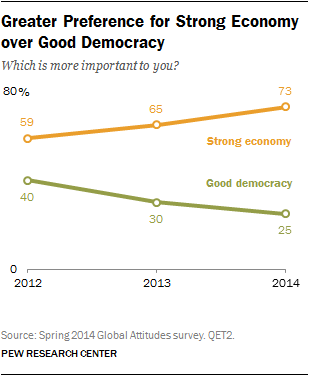 Greater Preference for Strong Economy
over Good Democracy
Which is more important to you?
80%
59
65
73
Strong economy
Good democracy
40
30
25
0
2012 2013 2014
Source: Spring 2014 Global Attitudes survey. QET2.
PEW RESEARCH CENTER